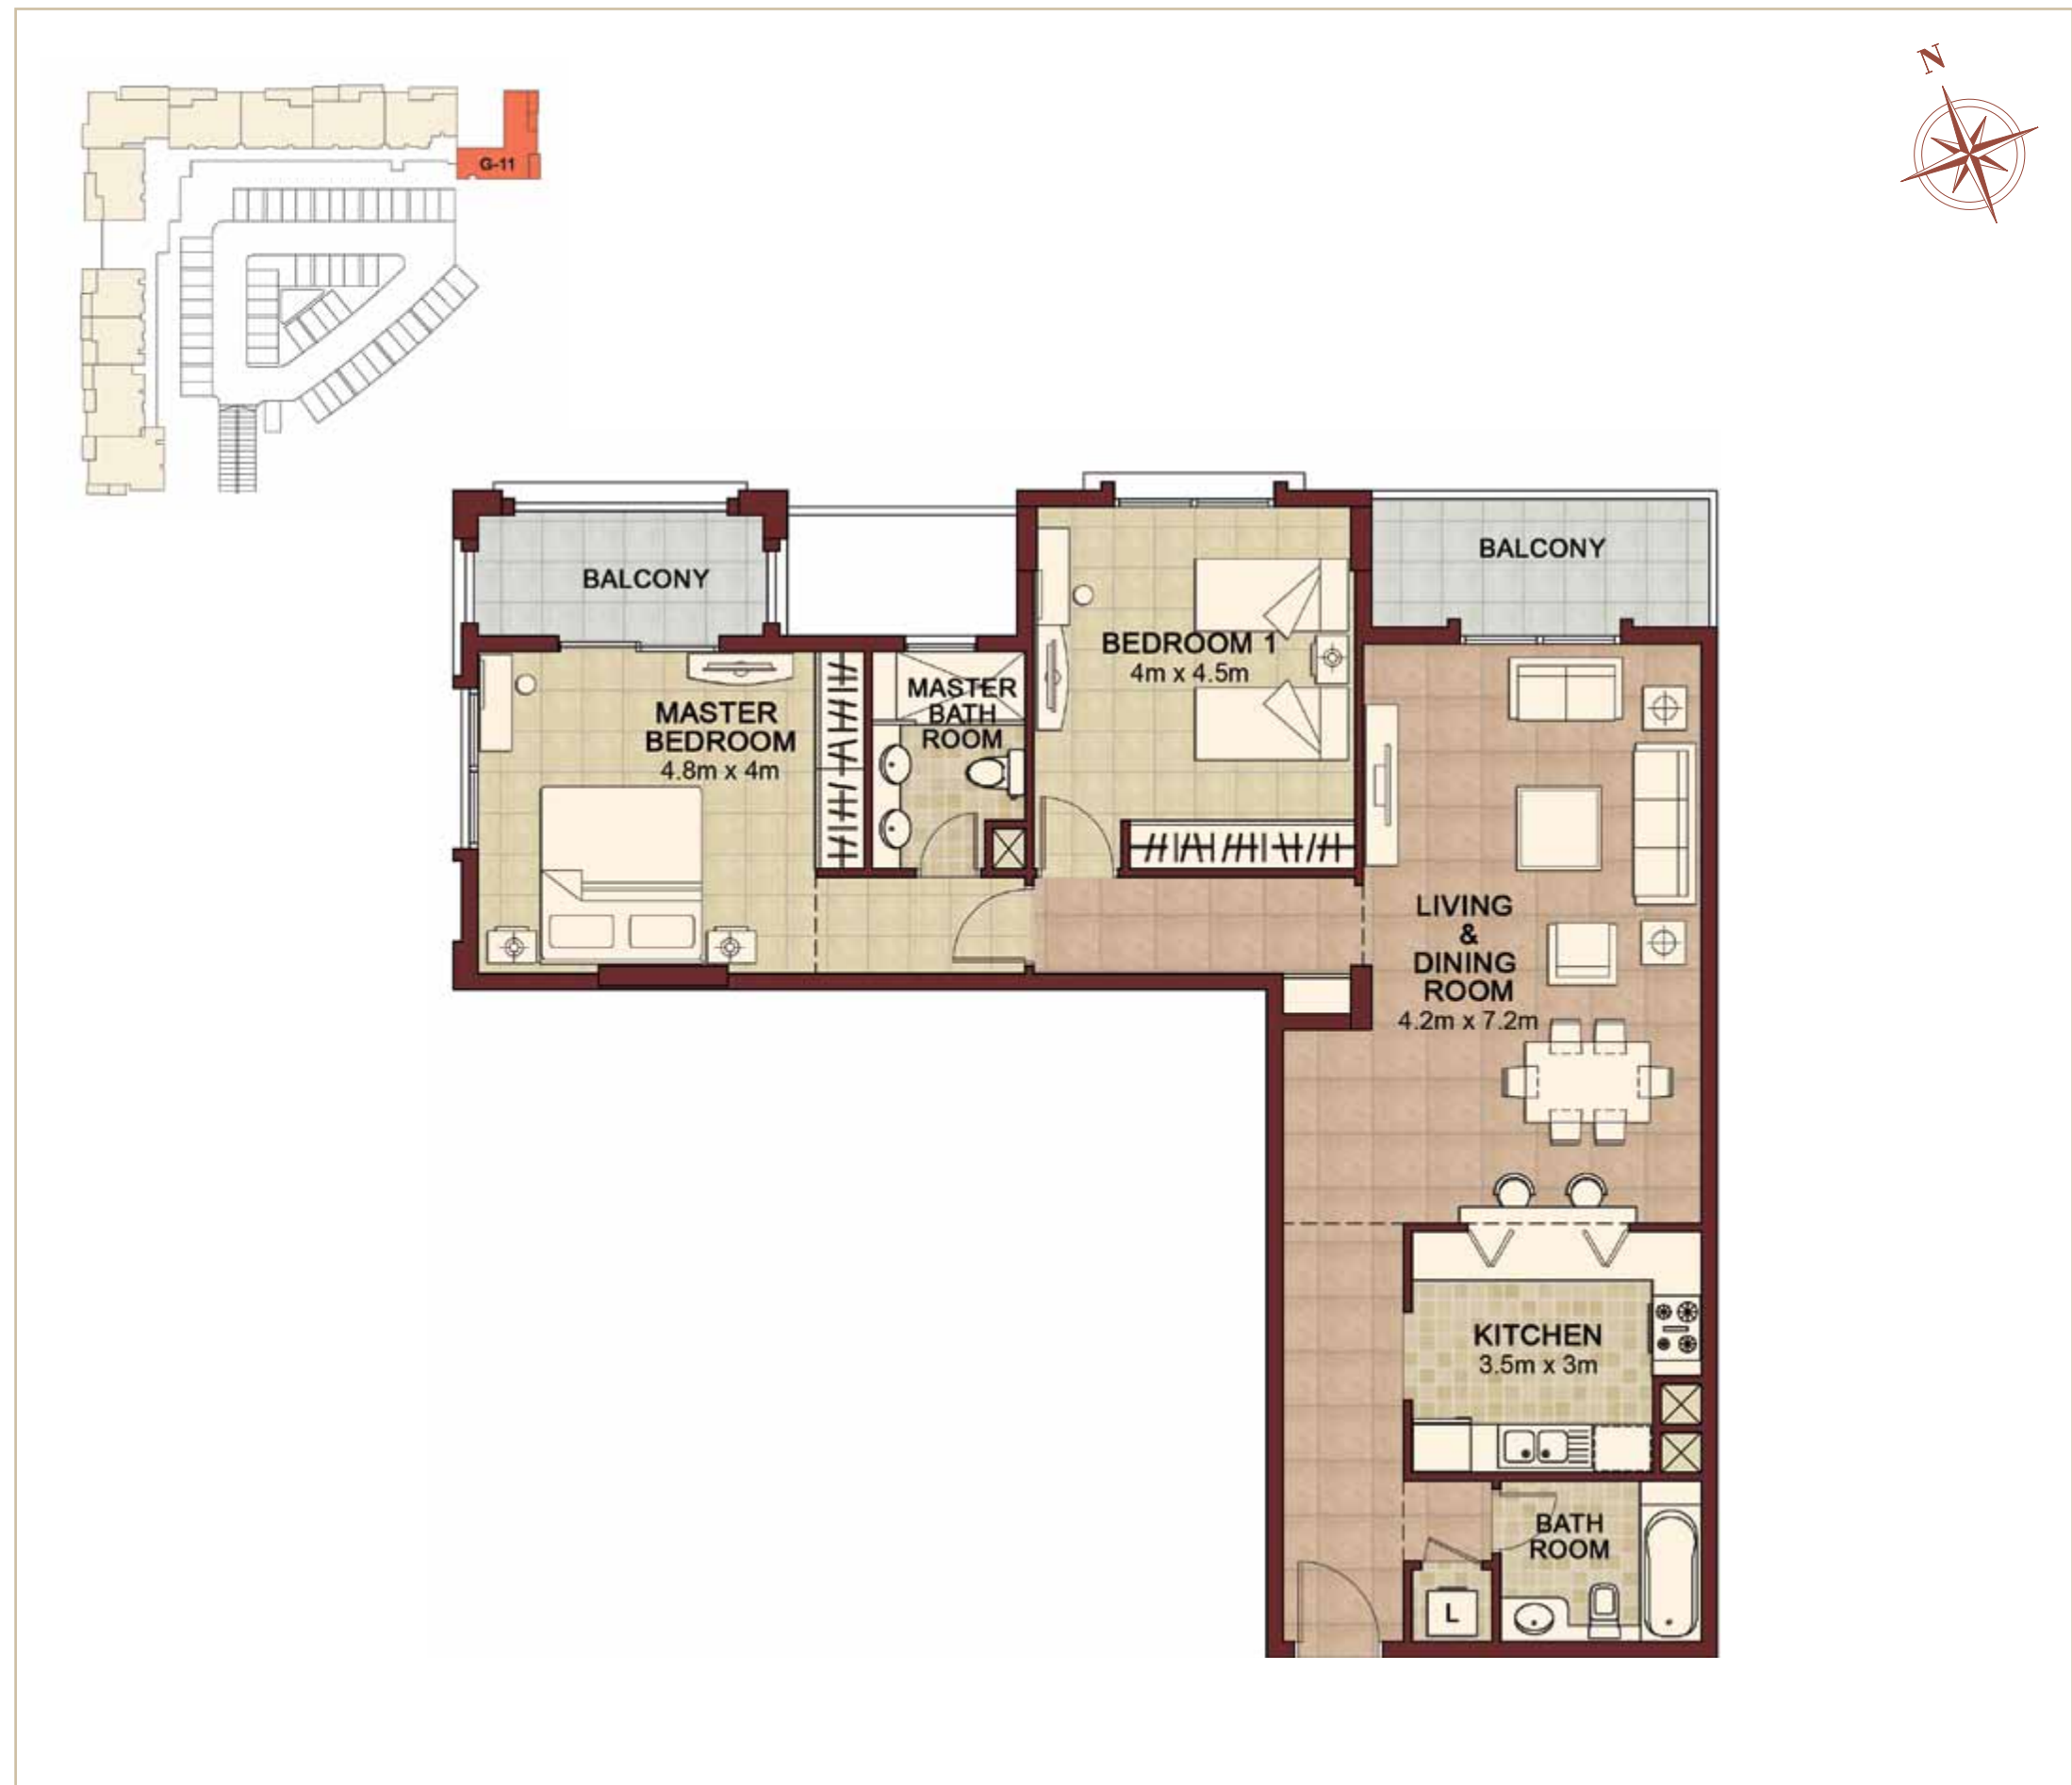 N
G-11
BALCONY
BALCONY
BEDROOM 1
4m x 4.5m
MASTER
BATH
ROOM
MASTER
BEDROOM
4.8m x 4m
LIVING
&
DINING
ROOM
4.2m x 7.2m
KITCHEN
3.5m x 3m
BATH
ROOM
L